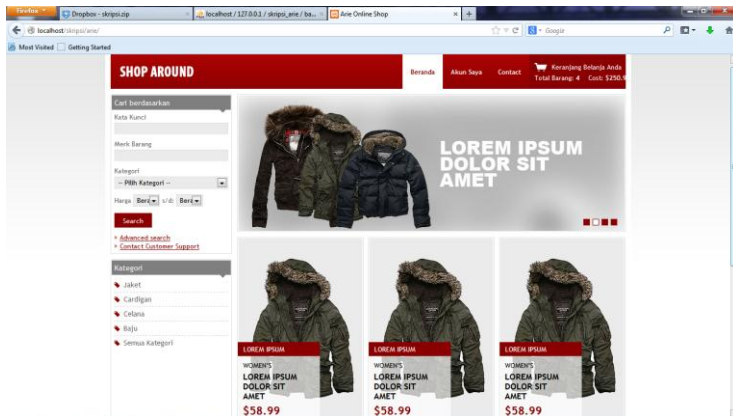 Firefox
Dropbox - skripsi.zip
localhost / 127.0.0.1 / skripsi_arie / ba...
Arie Online Shop
localhost/skripsi/arie/
Google
Most Visited
Getting Started
SHOP AROUND
Beranda
Akun Saya
Contact
Keranjang Belanja Anda
Total Barang: 4 Cost: $250.9
Cari berdasarkan
Kata Kunci
Merk Barang
Kategori
-- Pilih Kategori --
Harga Bera s/d: Bera
Search
Advanced search
Contact Customer Support
LOREM IPSUM
DOLOR SIT
AMET
Kategori
Jaket
Cardigan
Celana
Baju
Semua Kategori
LOREM IPSUM
WOMEN'S
LOREM IPSUM
DOLOR SIT
AMET
$58.99
LOREM IPSUM
WOMEN'S
LOREM IPSUM
DOLOR SIT
AMET
$58.99
LOREM IPSUM
WOMEN'S
LOREM IPSUM
DOLOR SIT
AMET
$58.99